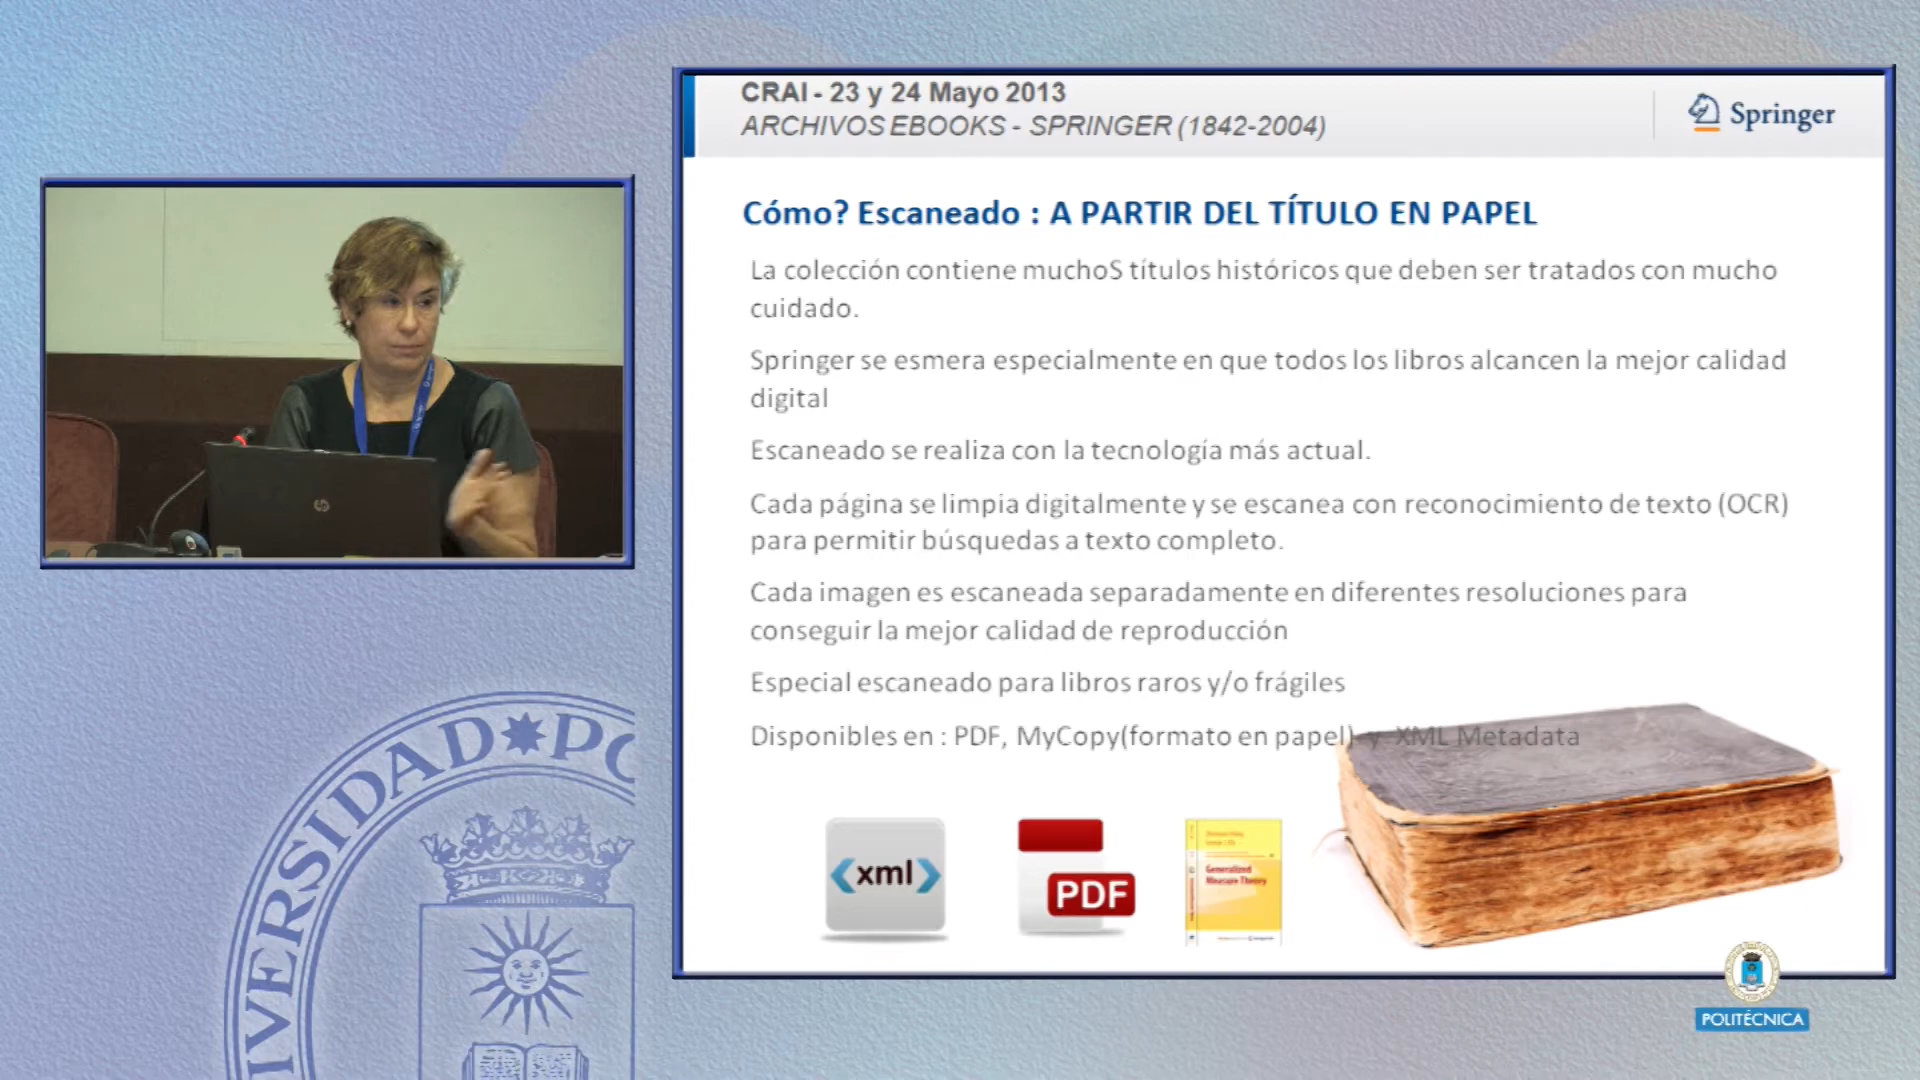 CRAI - 23 y 24 Mayo 2013
ARCHIVOS EBOOKS - SPRINGER (1842-2004)
Springer
Cómo? Escaneado : A PARTIR DEL TÍTULO EN PAPEL
La colección contiene muchoS títulos históricos que deben ser tratados con mucho
cuidado.
Springer se esmera especialmente en que todos los libros alcancen la mejor calidad
digital
Escaneado se realiza con la tecnología más actual.
Cada página se limpia digitalmente y se escanea con reconocimiento de texto (OCR)
para permitir búsquedas a texto completo.
Cada imagen es escaneada separadamente en diferentes resoluciones para
conseguir la mejor calidad de reproducción
Especial escaneado para libros raros y/o frágiles
Disponibles en : PDF, MyCopy(formato en papel) y XML Metadata
<xml>
PDF
Generalized
Measure Theory
hp
IVERSIDAD PO
POLITÉCNICA